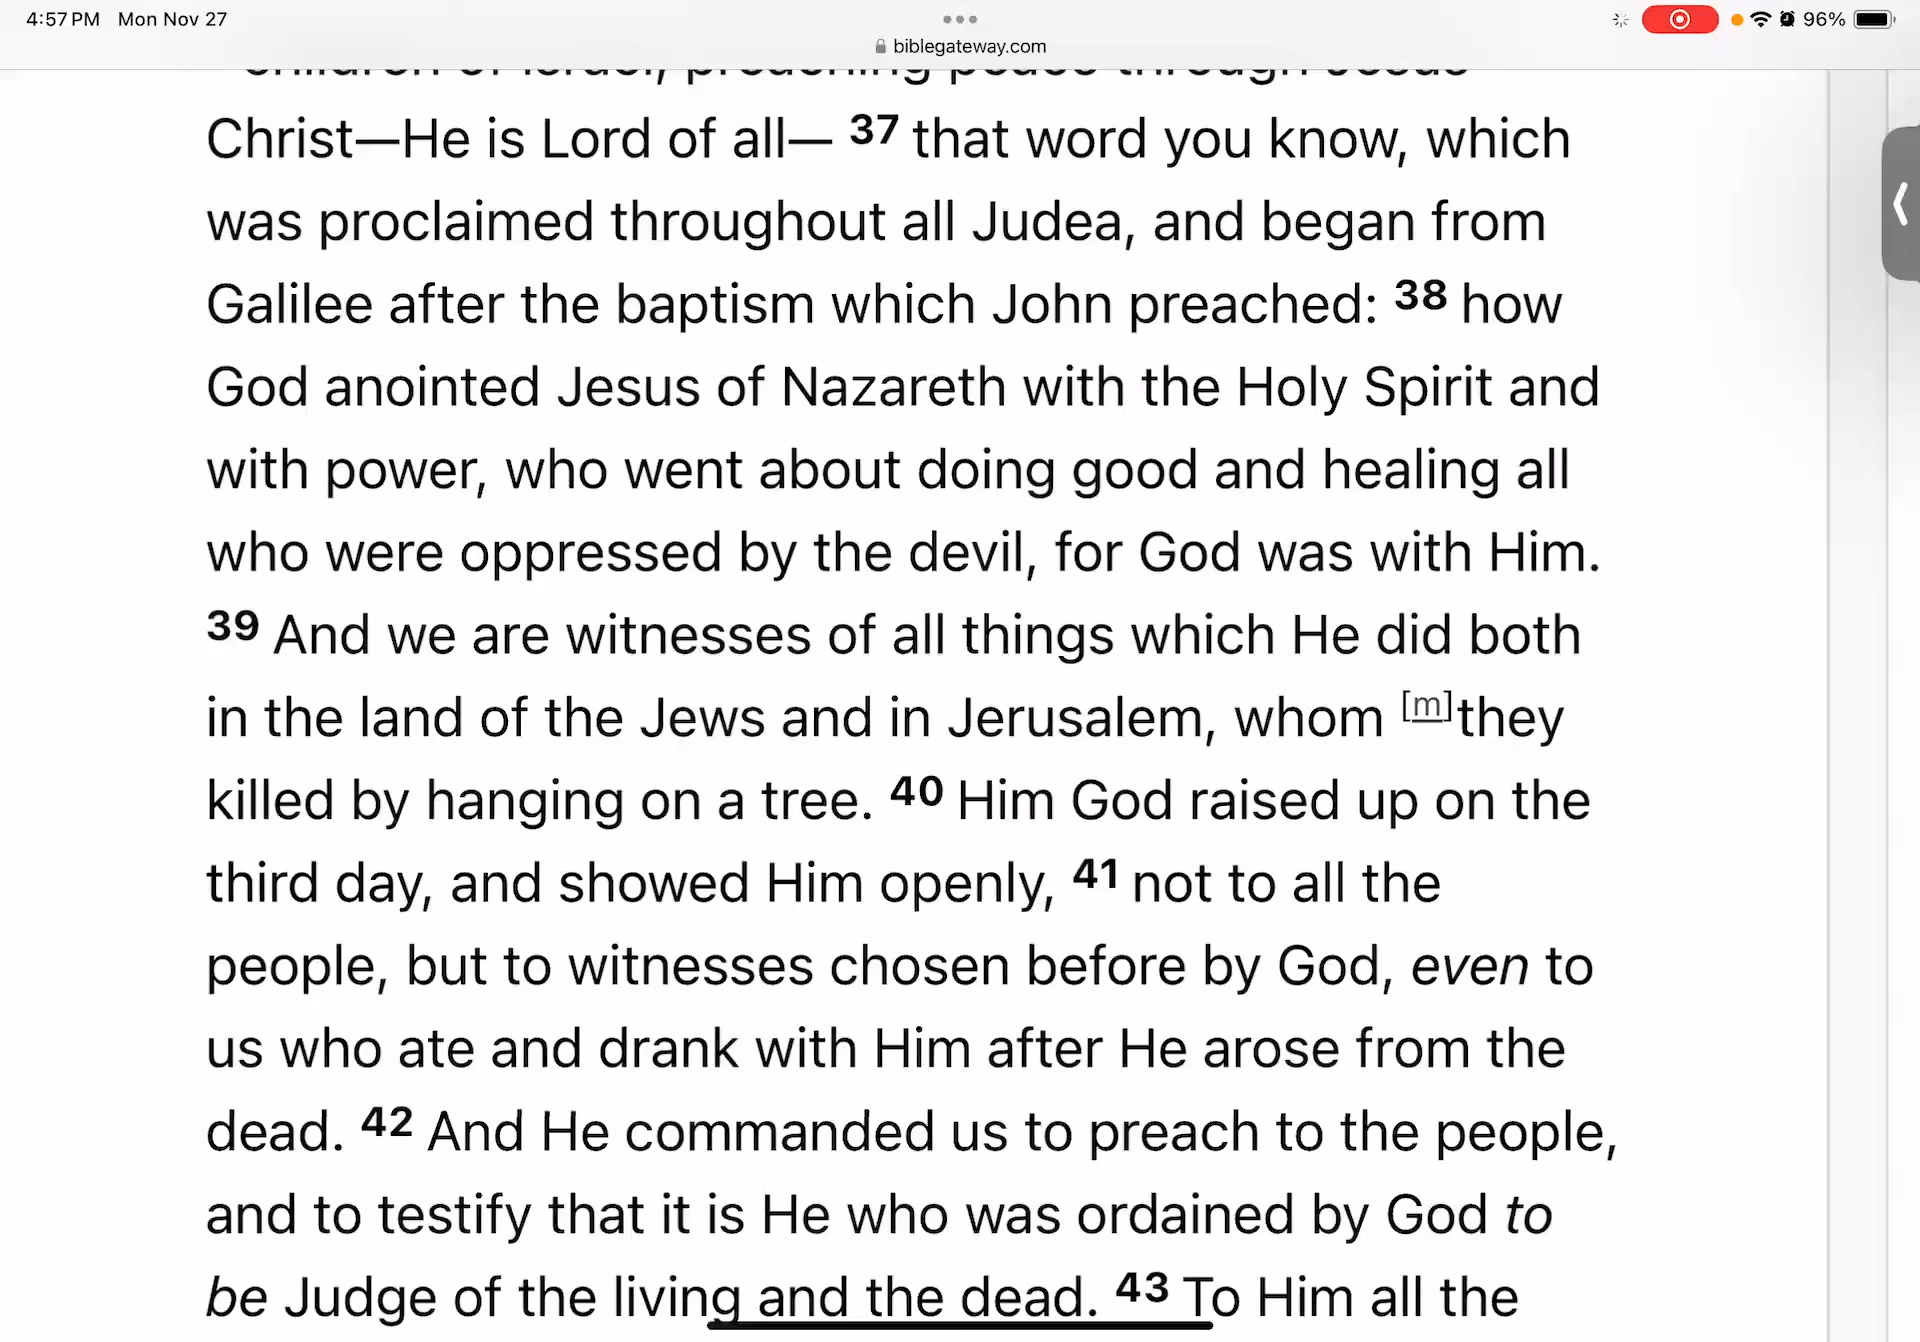 4:57 PM Mon Nov 27
96%
biblegateway.com
children of Israel, preaching peace through Jesus
Christ—He is Lord of all— 37 that word you know, which
was proclaimed throughout all Judea, and began from
Galilee after the baptism which John preached: 38 how
God anointed Jesus of Nazareth with the Holy Spirit and
with power, who went about doing good and healing all
who were oppressed by the devil, for God was with Him.
39 And we are witnesses of all things which He did both
in the land of the Jews and in Jerusalem, whom [m]they
killed by hanging on a tree. 40 Him God raised up on the
third day, and showed Him openly, 41 not to all the
people, but to witnesses chosen before by God, even to
us who ate and drank with Him after He arose from the
dead. 42 And He commanded us to preach to the people,
and to testify that it is He who was ordained by God to
be Judge of the living and the dead. 43 To Him all the